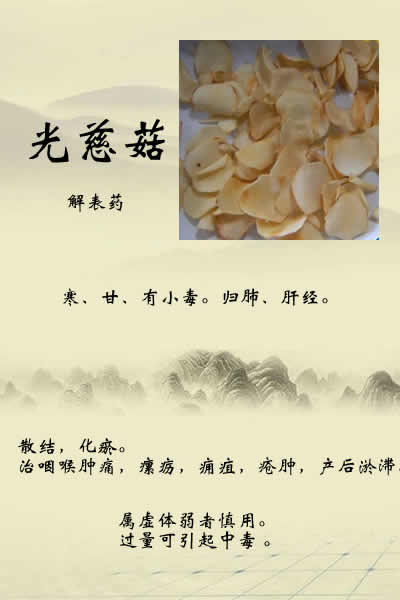 光慈菇
解表药
寒、甘、有小毒。归肺、肝经。
散结，化瘀。
治咽喉肿痛，瘰疬，痈疽，疮肿，产后淤滞
属虚体弱者慎用。
过量可引起中毒。